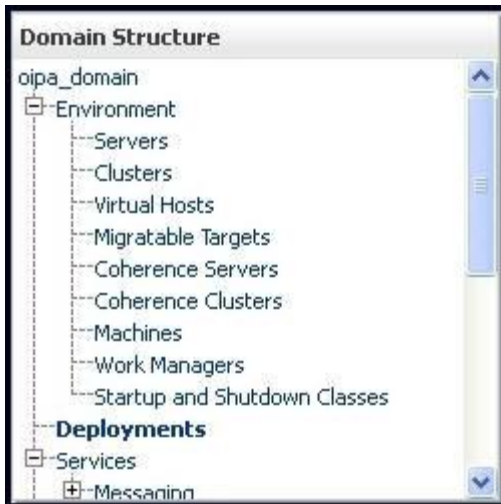 Domain Structure
oipa_domain
Environment
Servers
Clusters
Virtual Hosts
Migratable Targets
Coherence Servers
Coherence Clusters
Machines
Work Managers
Startup and Shutdown Classes
Deployments
Services
Messaging